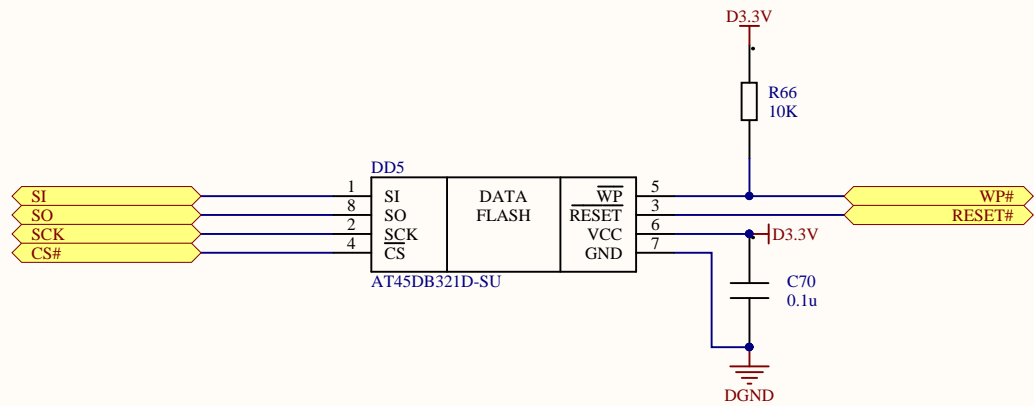 D3.3V
R66
10K
DD5
SI 1 SI DATA WP 5 WP#
SO 8 SO FLASH RESET 3 RESET#
SCK 2 SCK VCC 6 D3.3V
CS# 4 CS GND 7
AT45DB321D-SU
C70
0.1u
DGND